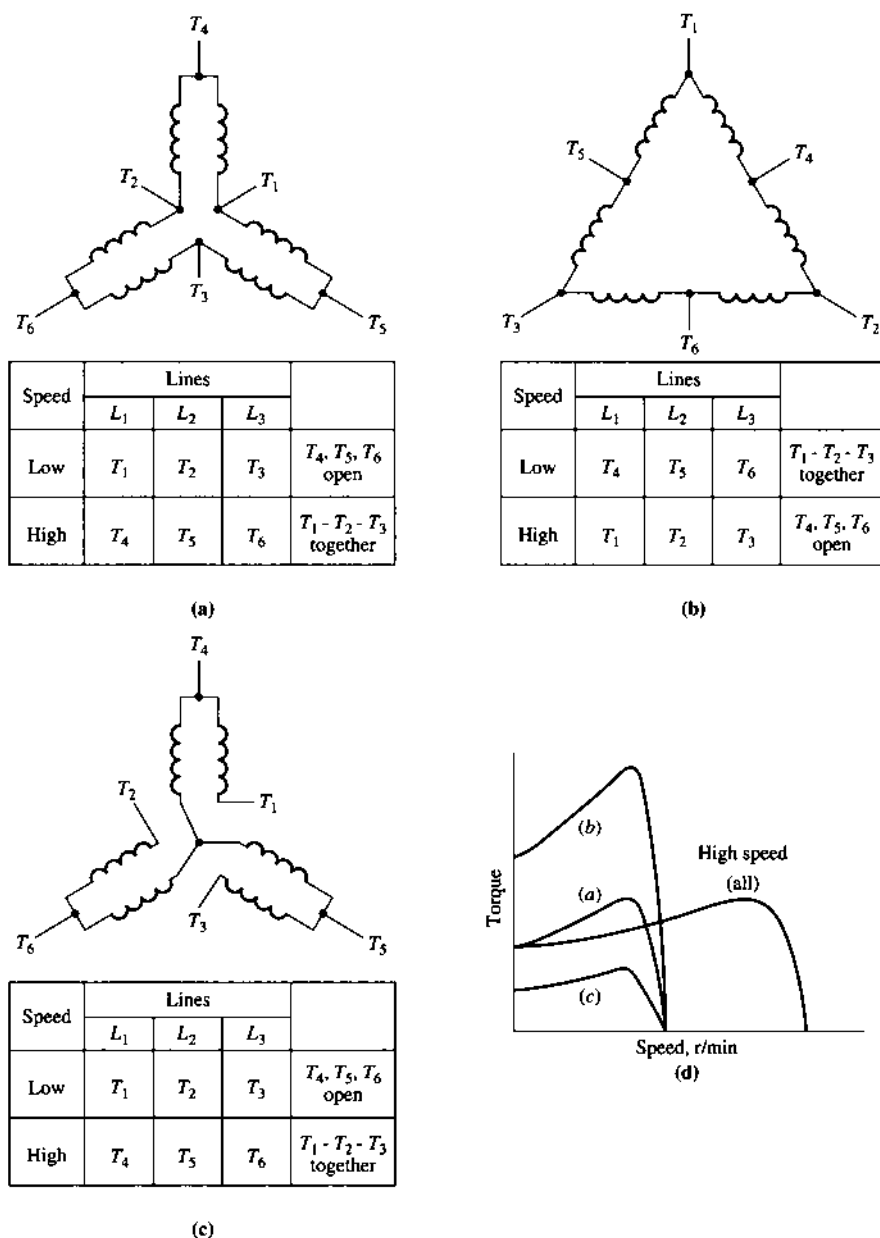 T₄
T₂ T₁
T₃
T₆ T₅
Speed Lines
L₁ L₂ L₃
Low T₁ T₂ T₃ T₄, T₅, T₆ open
High T₄ T₅ T₆ T₁ - T₂ - T₃ together
(a)
T₁
T₅ T₄
T₃ T₂
T₆
Speed Lines
L₁ L₂ L₃
Low T₄ T₅ T₆ T₁ - T₂ - T₃ together
High T₁ T₂ T₃ T₄, T₅, T₆ open
(b)
T₄
T₂ T₁
T₃
T₆ T₅
Speed Lines
L₁ L₂ L₃
Low T₁ T₂ T₃ T₄, T₅, T₆ open
High T₄ T₅ T₆ T₁ - T₂ - T₃ together
(c)
Torque
(b)
High speed
(a) (all)
(c)
Speed, r/min
(d)